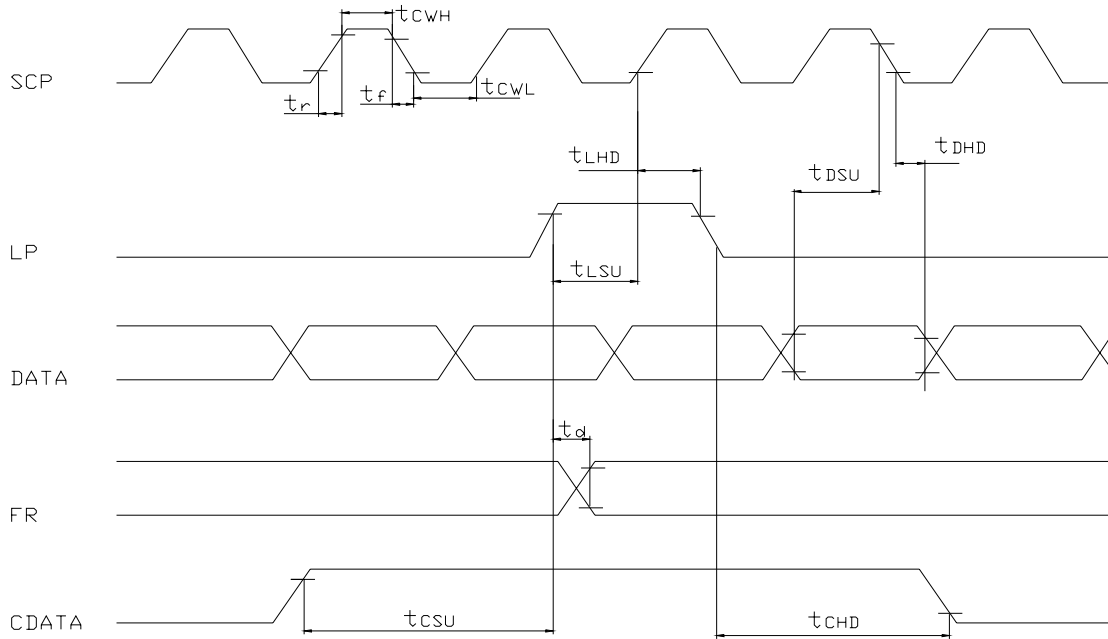 tCWH
SCP
tr
tf
tCWL
tLHD
tDHD
tDSU
LP
tLSU
DATA
td
FR
CDATA
tCSU
tCHD